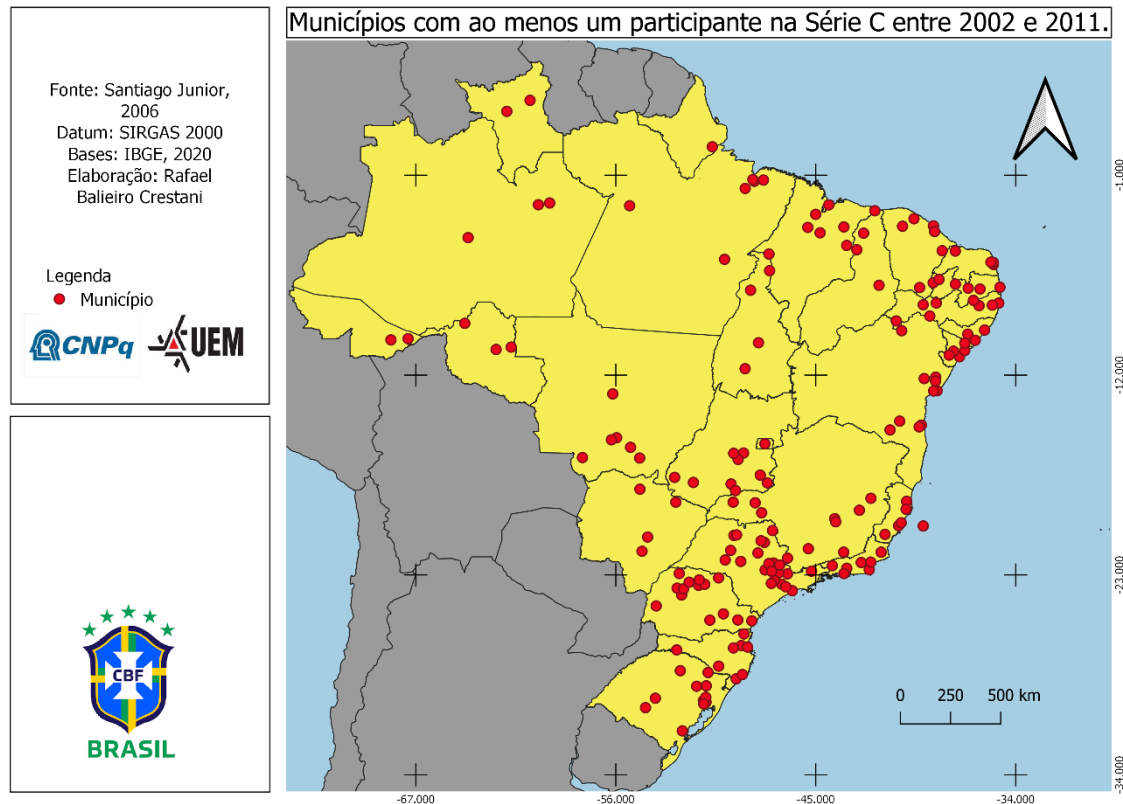 Municípios com ao menos um participante na Série C entre 2002 e 2011.
Fonte: Santiago Junior,
2006
Datum: SIRGAS 2000
Bases: IBGE, 2020
Elaboração: Rafael
Balieiro Crestani
Legenda
Município
CNPq
UEM
CBF
BRASIL
0 250 500 km
-1.000
-12.000
-23.000
-34.000
-67.000 -56.000 -45.000 -34.000